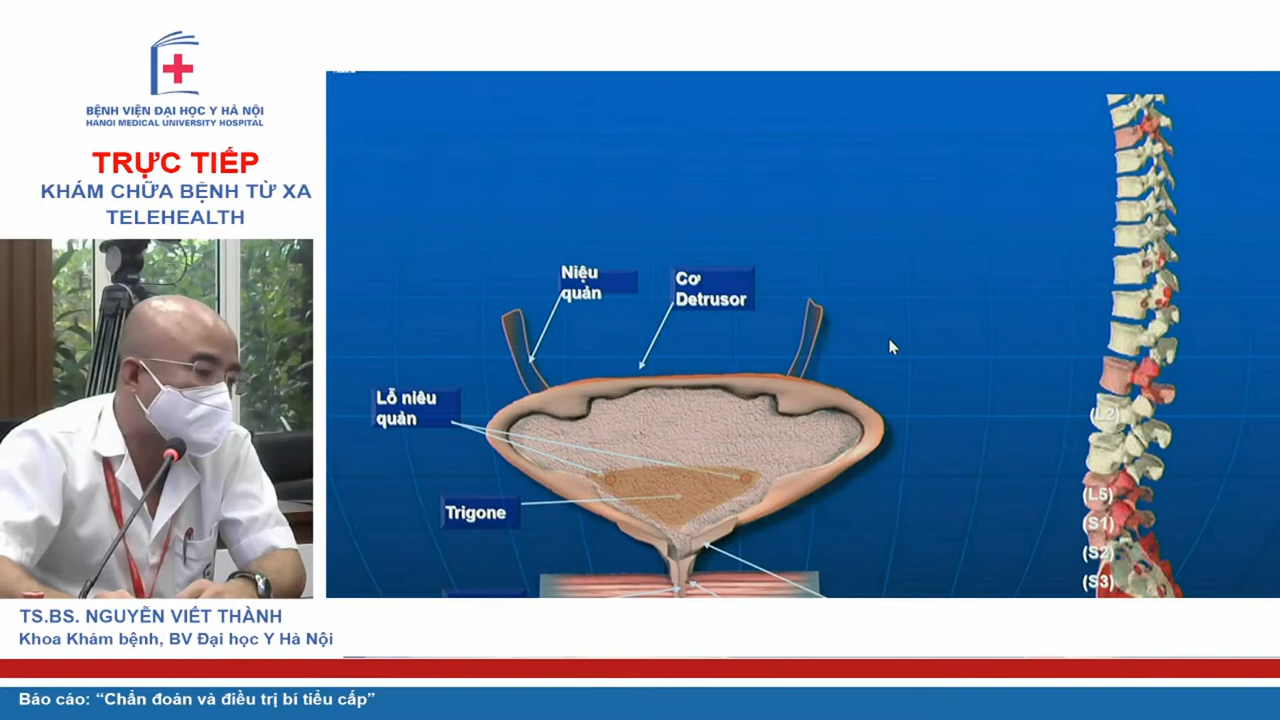 BỆNH VIỆN ĐẠI HỌC Y HÀ NỘI
HANOI MEDICAL UNIVERSITY HOSPITAL
TRỰC TIẾP
KHÁM CHỮA BỆNH TỪ XA
TELEHEALTH
Niệu
quản
Cơ
Detrusor
Lỗ niêu
quản
Trigone
(L2)
(L5)
(S1)
(S2)
(S3)
TS.BS. NGUYỄN VIẾT THÀNH
Khoa Khám bệnh, BV Đại học Y Hà Nội
Báo cáo: “Chẩn đoán và điều trị bí tiểu cấp”